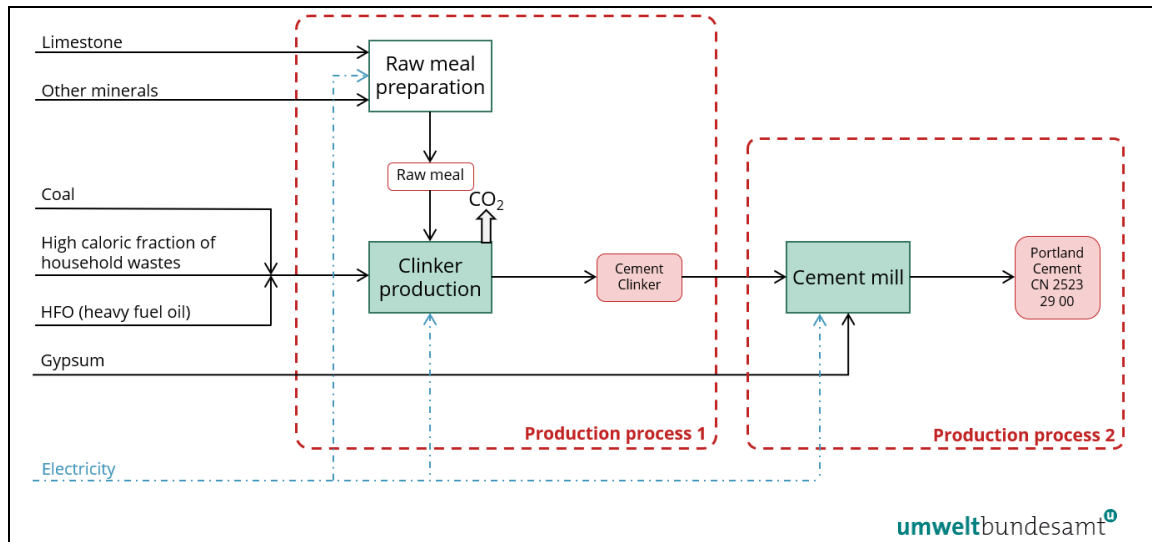 Limestone
Other minerals
Raw meal
preparation
Raw meal
CO₂
Coal
High caloric fraction of
household wastes
HFO (heavy fuel oil)
Clinker
production
Cement
Clinker
Cement mill
Portland
Cement
CN 2523
29 00
Gypsum
Production process 1
Production process 2
Electricity
umweltbundesamt
u